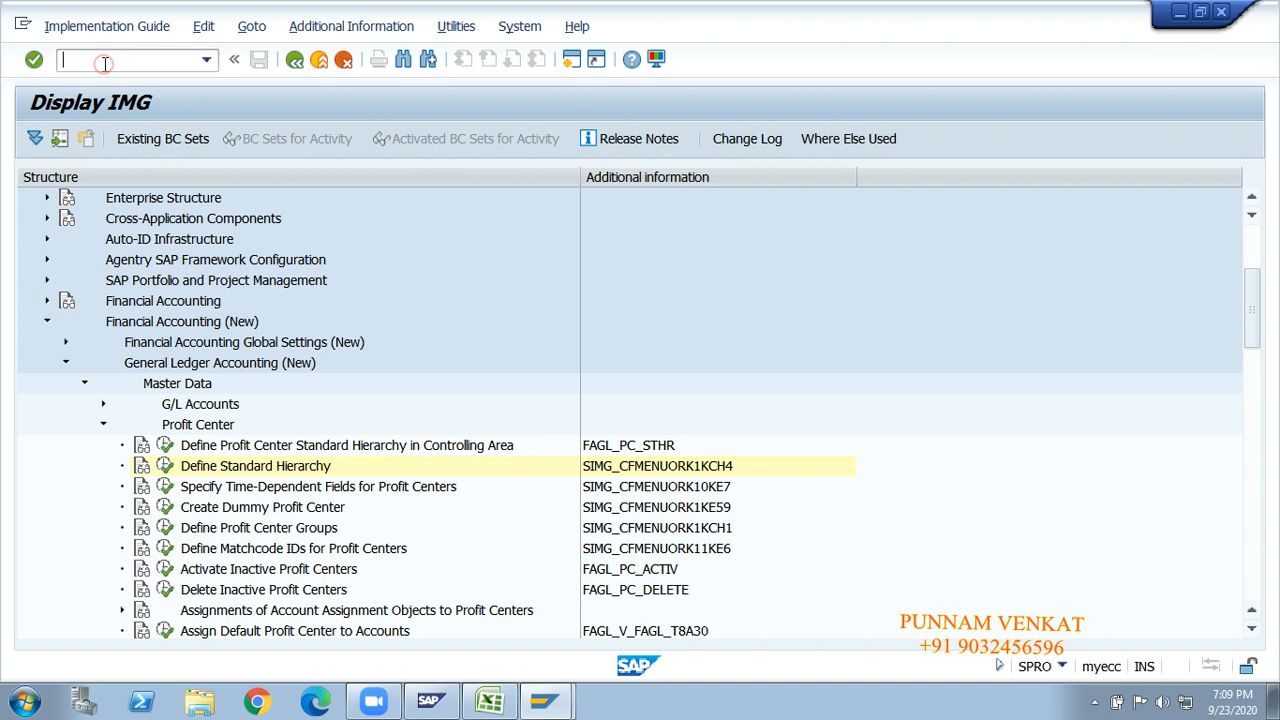 Implementation Guide Edit Goto Additional Information Utilities System Help
Display IMG
Existing BC Sets BC Sets for Activity Activated BC Sets for Activity Release Notes Change Log Where Else Used
Structure Additional information
Enterprise Structure
Cross-Application Components
Auto-ID Infrastructure
Agentry SAP Framework Configuration
SAP Portfolio and Project Management
Financial Accounting
Financial Accounting (New)
Financial Accounting Global Settings (New)
General Ledger Accounting (New)
Master Data
G/L Accounts
Profit Center
Define Profit Center Standard Hierarchy in Controlling Area FAGL_PC_STHR
Define Standard Hierarchy SIMG_CFMENUORK1KCH4
Specify Time-Dependent Fields for Profit Centers SIMG_CFMENUORK10KE7
Create Dummy Profit Center SIMG_CFMENUORK1KE59
Define Profit Center Groups SIMG_CFMENUORK1KCH1
Define Matchcode IDs for Profit Centers SIMG_CFMENUORK11KE6
Activate Inactive Profit Centers FAGL_PC_ACTIV
Delete Inactive Profit Centers FAGL_PC_DELETE
Assignments of Account Assignment Objects to Profit Centers
Assign Default Profit Center to Accounts FAGL_V_FAGL_T8A30
PUNNAM VENKAT
+91 9032456596
SAP SPRO myecc INS
SAP
7:09 PM
9/23/2020